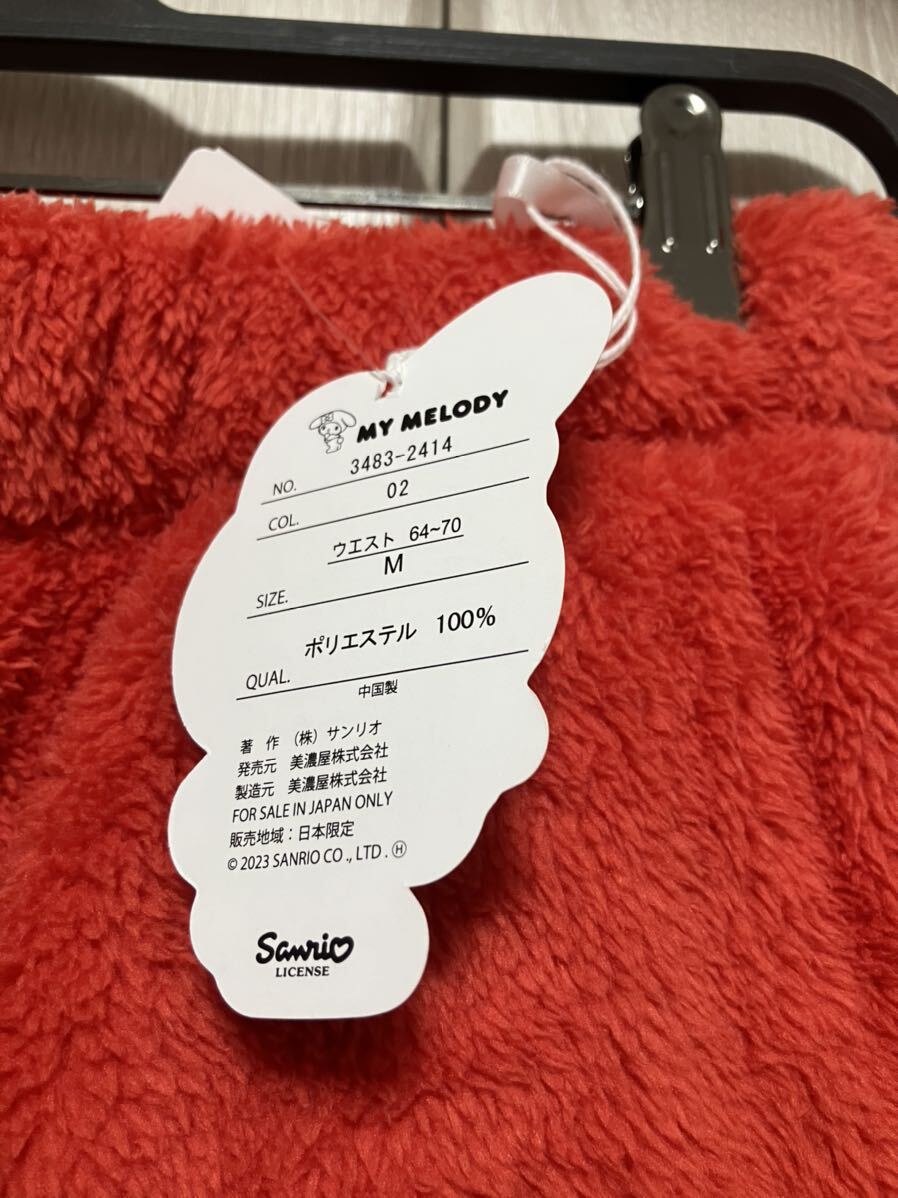 MY MELODY
NO. 3483-2414
COL. 02
ウエスト 64~70
SIZE. M
QUAL. ポリエステル 100%
中国製
著 作 (株) サンリオ
発売元 美濃屋株式会社
製造元 美濃屋株式会社
FOR SALE IN JAPAN ONLY
販売地域：日本限定
© 2023 SANRIO CO., LTD. Ⓗ
Sanrio
LICENSE